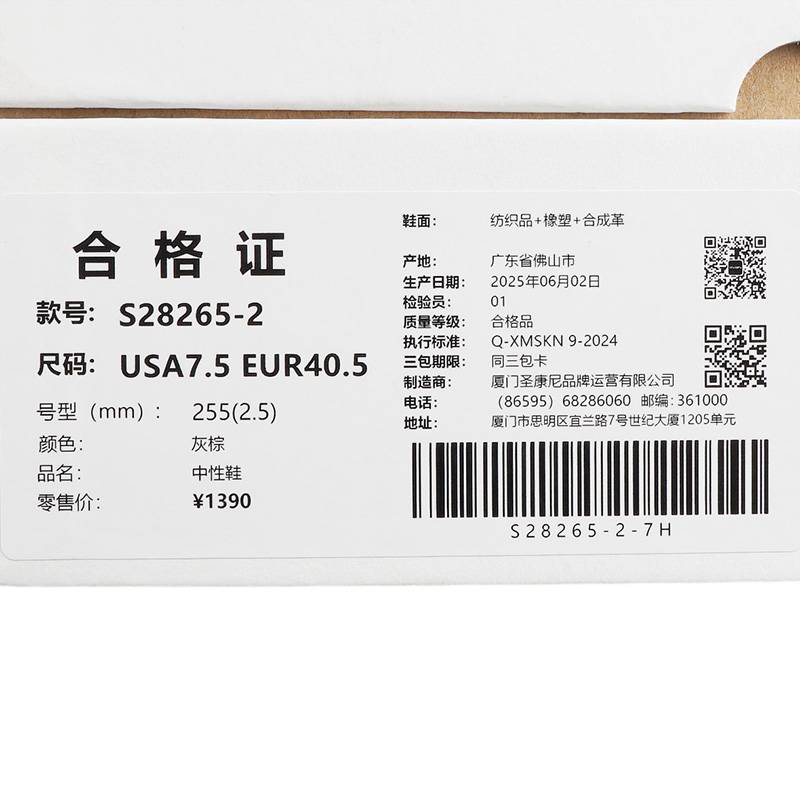 合格证
款号: S28265-2
尺码: USA7.5 EUR40.5
号型（mm）: 255(2.5)
颜色: 灰棕
品名: 中性鞋
零售价: ¥1390
鞋面: 纺织品+橡塑+合成革
产地: 广东省佛山市
生产日期: 2025年06月02日
检验员: 01
质量等级: 合格品
执行标准: Q-XMSKN 9-2024
三包期限: 同三包卡
制造商: 厦门圣康尼品牌运营有限公司
电话: （86595）68286060 邮编:361000
地址: 厦门市思明区宜兰路7号世纪大厦1205单元
S28265-2-7H